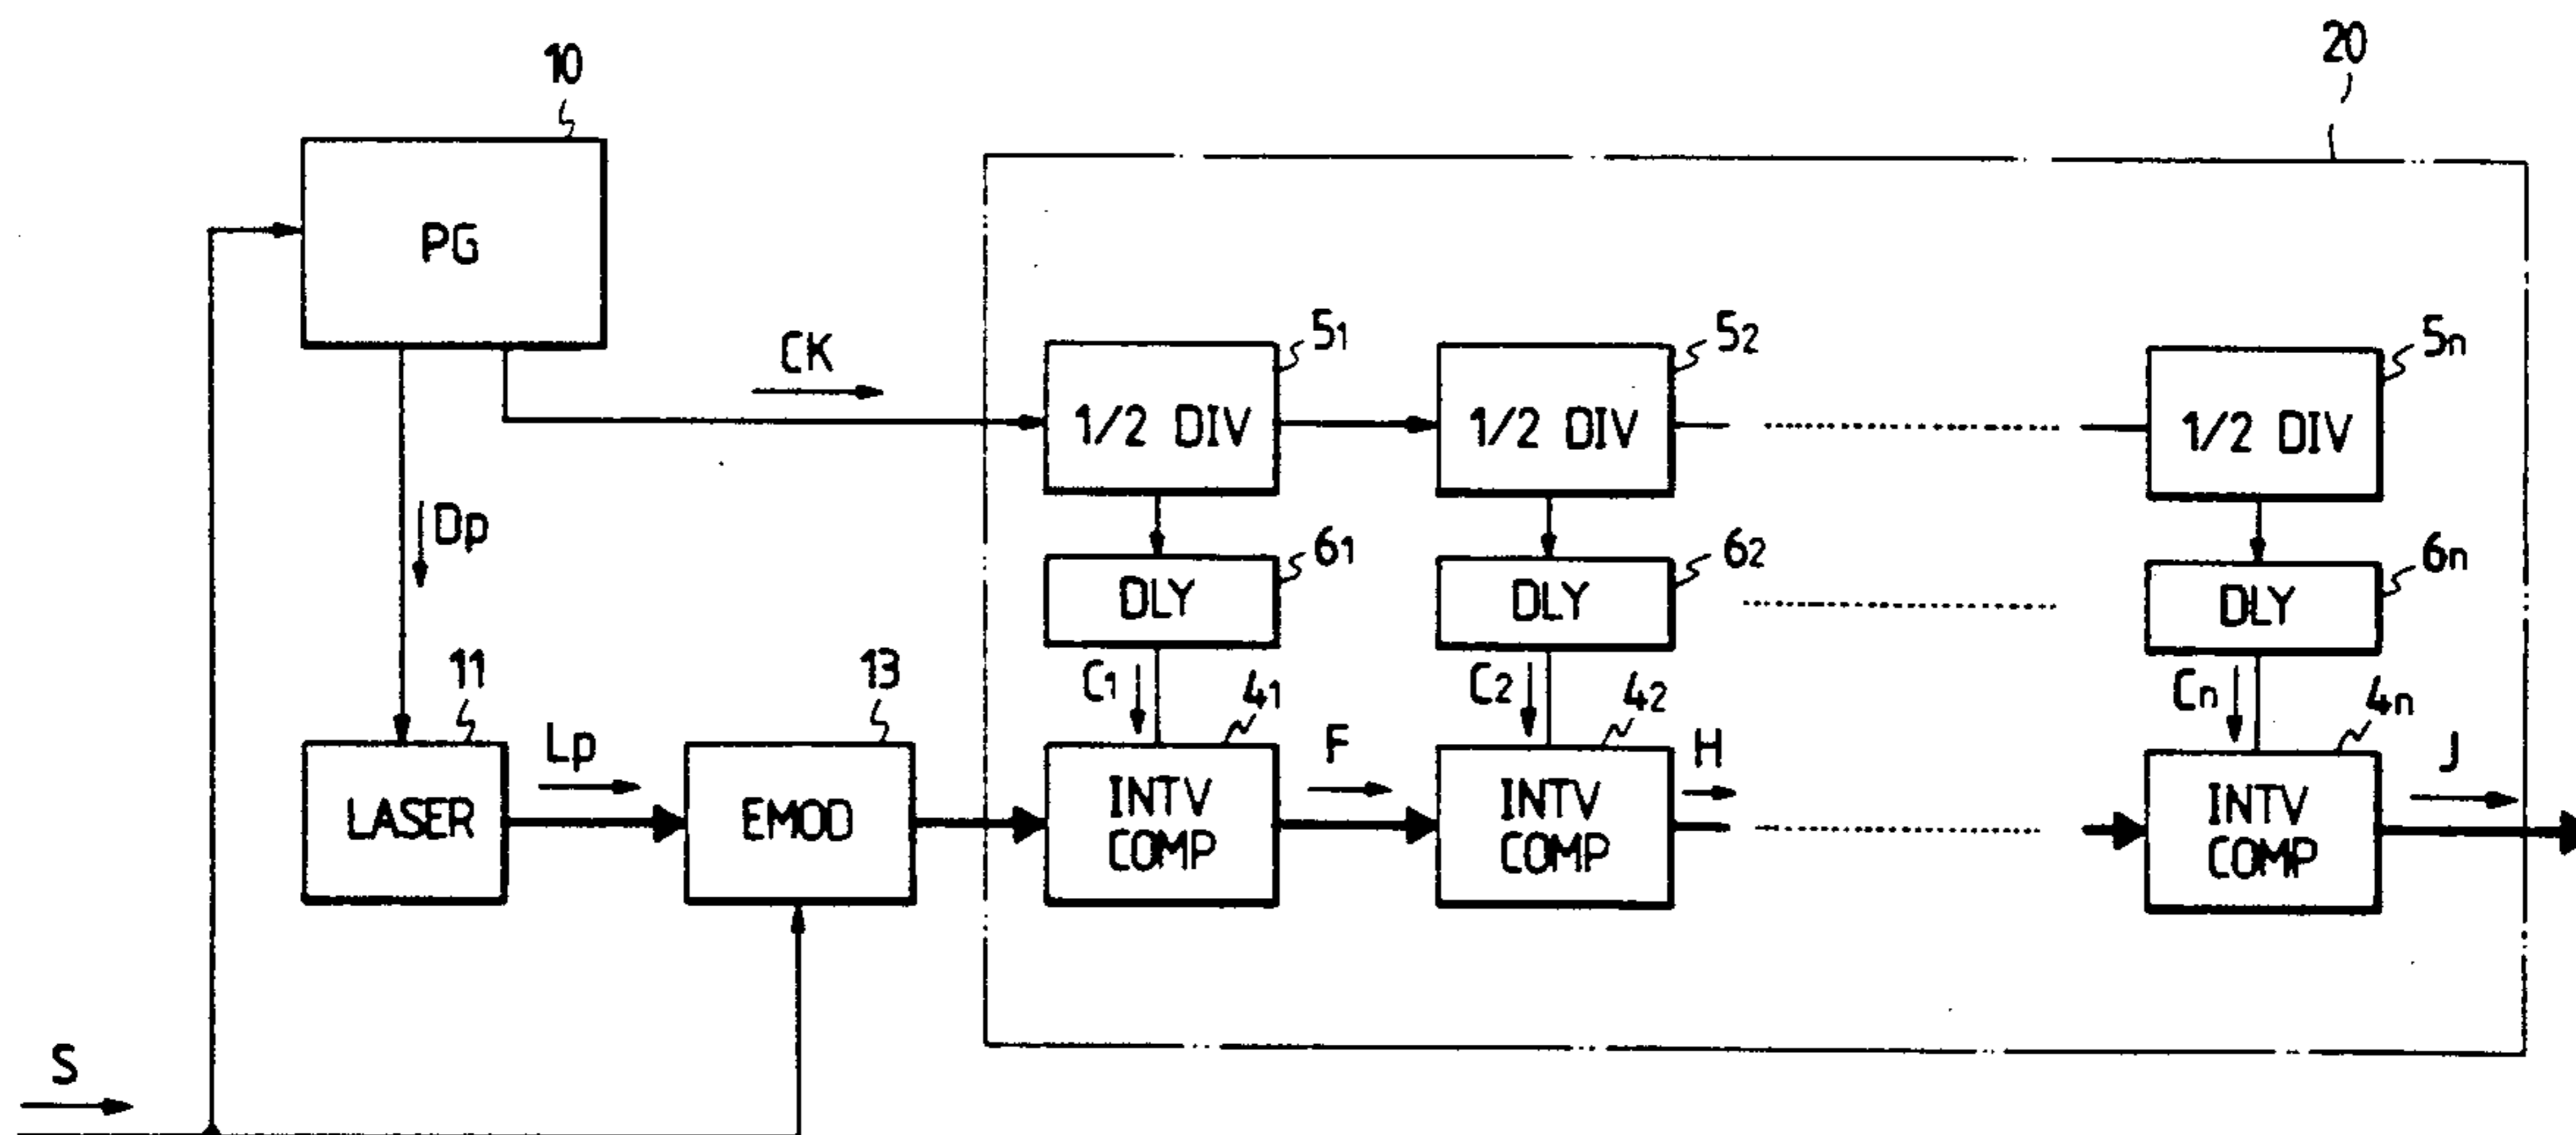 10
20
PG
CK
51
52
5n
1/2 DIV
1/2 DIV
1/2 DIV
Dp
61
62
6n
DLY
DLY
DLY
11
13
C1
41
C2
42
Cn
4n
Lp
F
H
J
LASER
EMOD
INTV
COMP
INTV
COMP
INTV
COMP
S